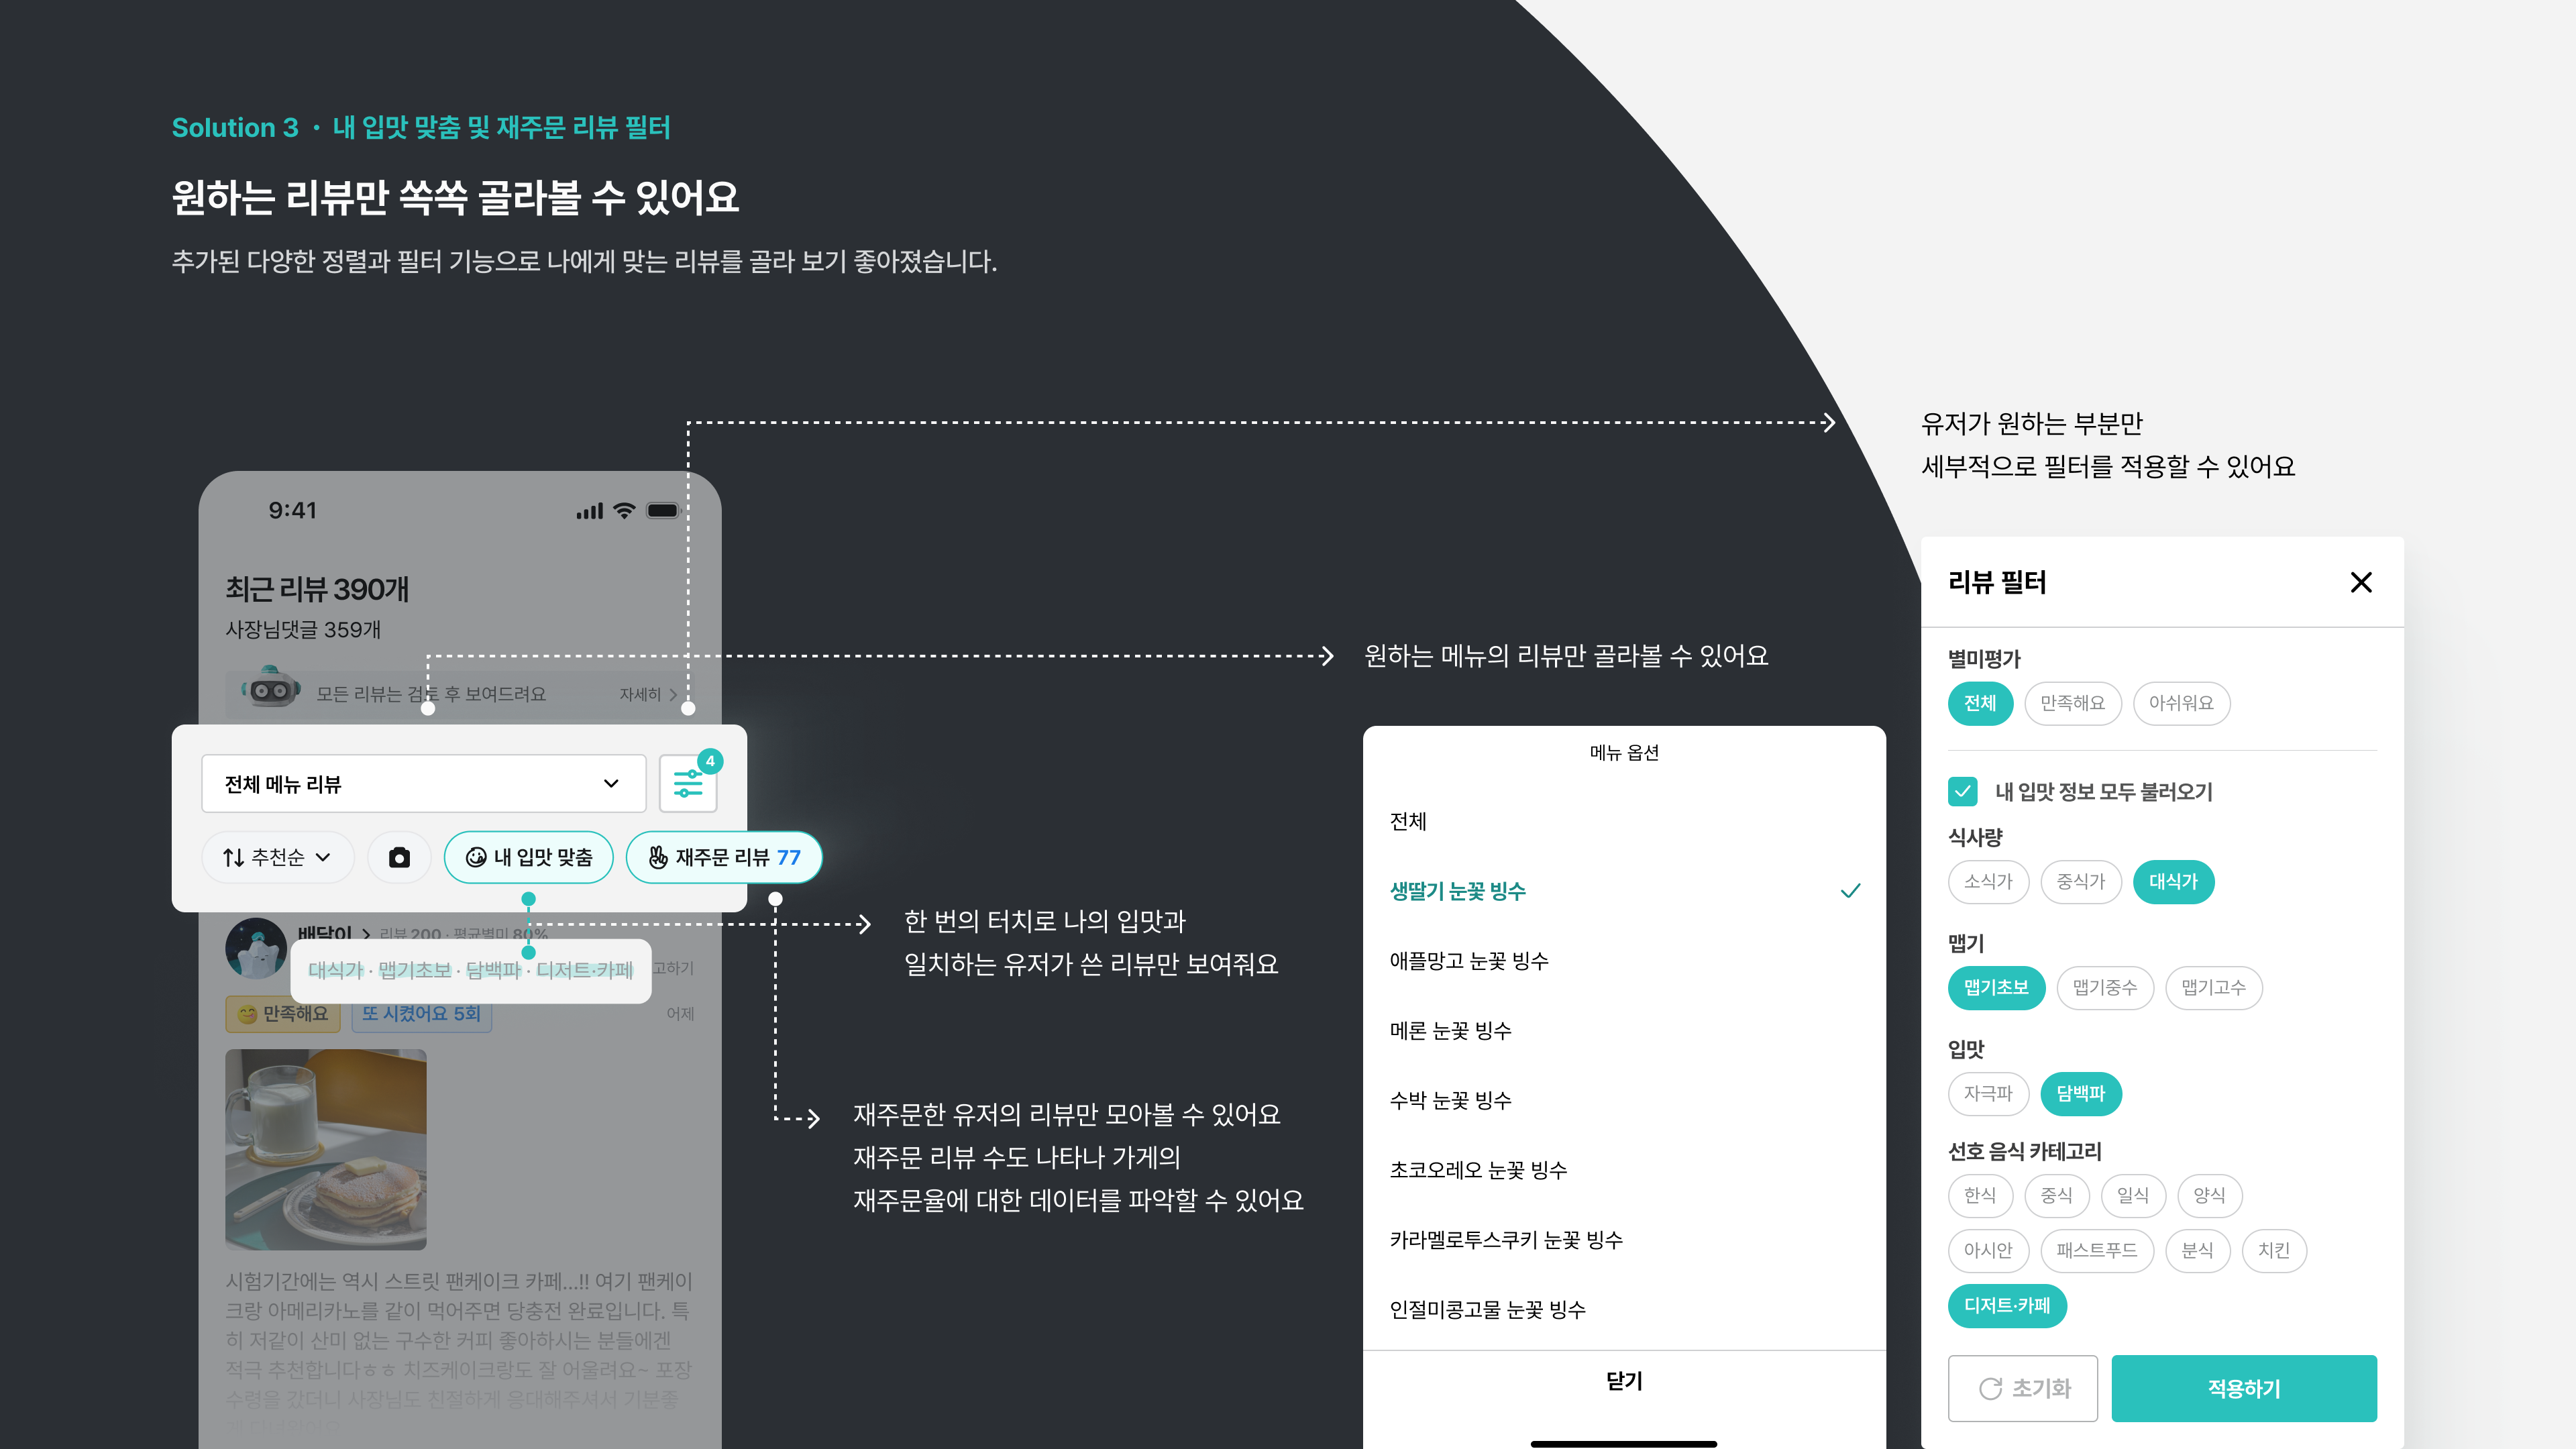 Solution 3 · 내 입맛 맞춤 및 재주문 리뷰 필터
원하는 리뷰만 쏙쏙 골라볼 수 있어요
추가된 다양한 정렬과 필터 기능으로 나에게 맞는 리뷰를 골라 보기 좋아졌습니다.
9:41
최근 리뷰 390개
사장님댓글 359개
모든 리뷰는 검토 후 보여드려요
자세히
전체 메뉴 리뷰
4
추천순
내 입맛 맞춤
재주문 리뷰 77
배달이
리뷰 200 · 평균별미 80%
대식가 · 맵기초보 · 담백파 · 디저트·카페
고하기
만족해요
또 시켰어요 5회
어제
시험기간에는 역시 스트릿 팬케이크 카페...!! 여기 팬케이
크랑 아메리카노를 같이 먹어주면 당충전 완료입니다. 특
히 저같이 산미 없는 구수한 커피 좋아하시는 분들에겐
적극 추천합니다ㅎㅎ 치즈케이크랑도 잘 어울려요~ 포장
수령을 갔더니 사장님도 친절하게 응대해주셔서 기분좋
한 번의 터치로 나의 입맛과
일치하는 유저가 쓴 리뷰만 보여줘요
재주문한 유저의 리뷰만 모아볼 수 있어요
재주문 리뷰 수도 나타나 가게의
재주문율에 대한 데이터를 파악할 수 있어요
원하는 메뉴의 리뷰만 골라볼 수 있어요
메뉴 옵션
전체
생딸기 눈꽃 빙수
애플망고 눈꽃 빙수
메론 눈꽃 빙수
수박 눈꽃 빙수
초코오레오 눈꽃 빙수
카라멜로투스쿠키 눈꽃 빙수
인절미콩고물 눈꽃 빙수
닫기
유저가 원하는 부분만
세부적으로 필터를 적용할 수 있어요
리뷰 필터
별미평가
전체 만족해요 아쉬워요
내 입맛 정보 모두 불러오기
식사량
소식가 중식가 대식가
맵기
맵기초보 맵기중수 맵기고수
입맛
자극파 담백파
선호 음식 카테고리
한식 중식 일식 양식
아시안 패스트푸드 분식 치킨
디저트·카페
초기화
적용하기